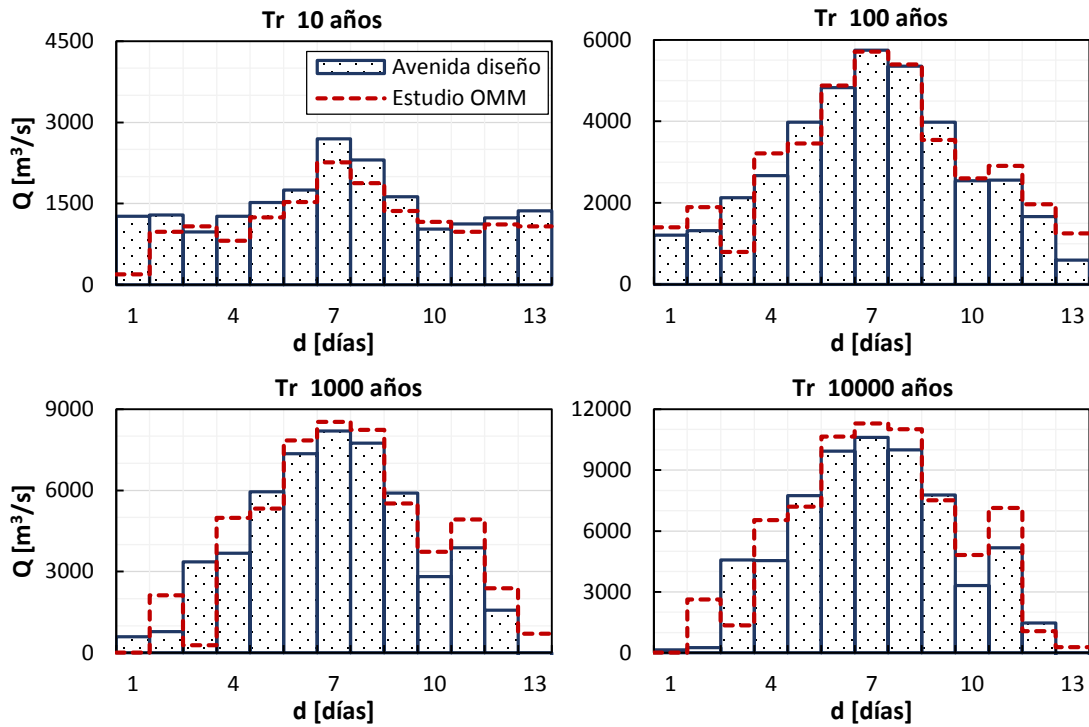 Tr 10 años
Q [m³/s]
4500
3000
1500
0
Avenida diseño
Estudio OMM
1 4 7 10 13
d [días]
Tr 100 años
6000
4000
2000
0
1 4 7 10 13
d [días]
Tr 1000 años
Q [m³/s]
9000
6000
3000
0
1 4 7 10 13
d [días]
Tr 10000 años
12000
9000
6000
3000
0
1 4 7 10 13
d [días]